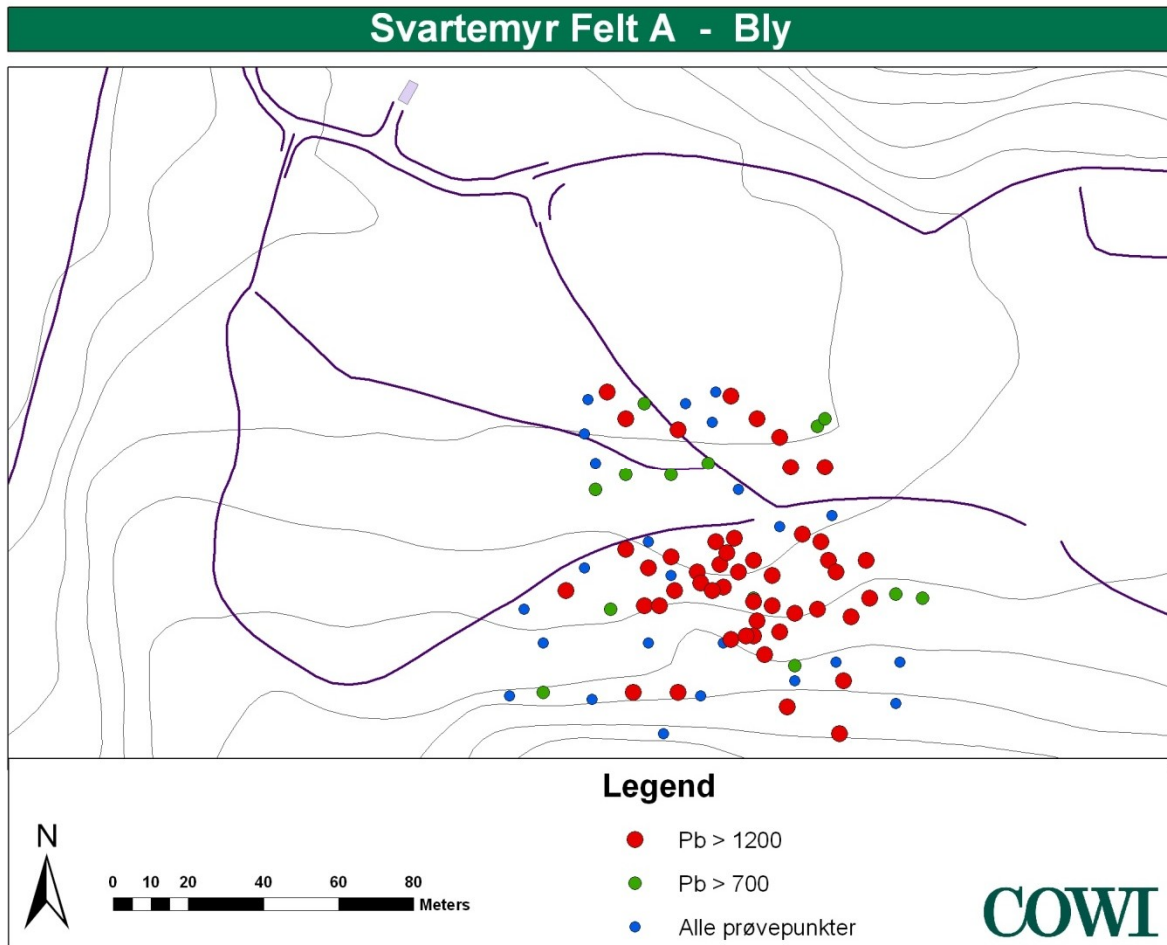 Svartemyr Felt A - Bly
Legend
Pb > 1200
Pb > 700
Alle prøvepunkter
N
0 10 20 40 60 80
Meters
COWI